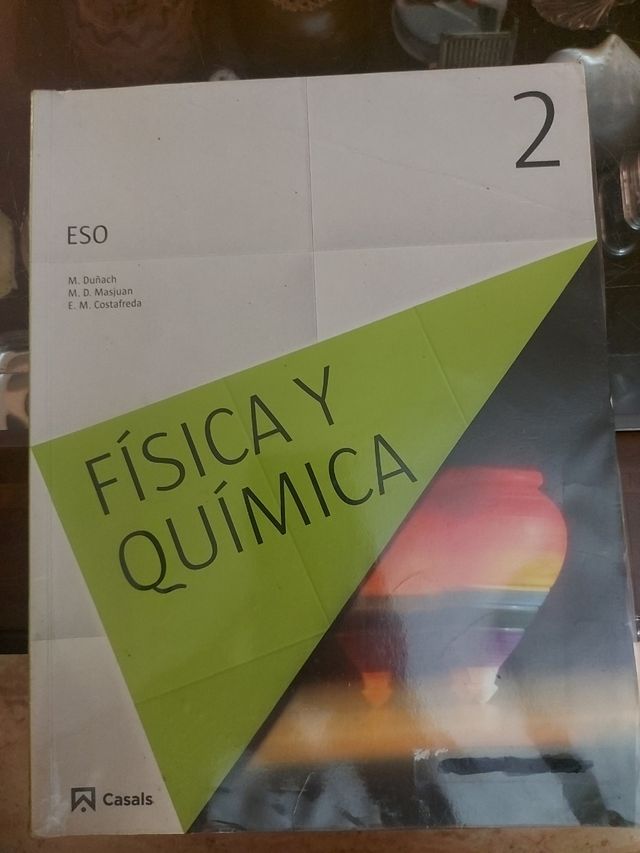 2
ESO
M. Duñach
M. D. Masjuan
E. M. Costafreda
FÍSICA Y
QUÍMICA
Casals